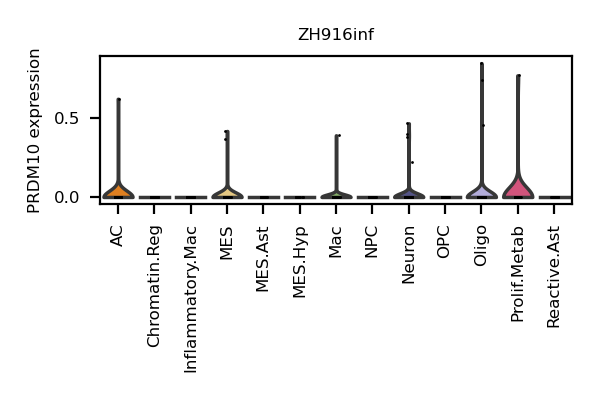 ZH916inf
PRDM10 expression
0.5
0.0
AC
Chromatin.Reg
Inflammatory.Mac
MES
MES.Ast
MES.Hyp
Mac
NPC
Neuron
OPC
Oligo
Prolif.Metab
Reactive.Ast